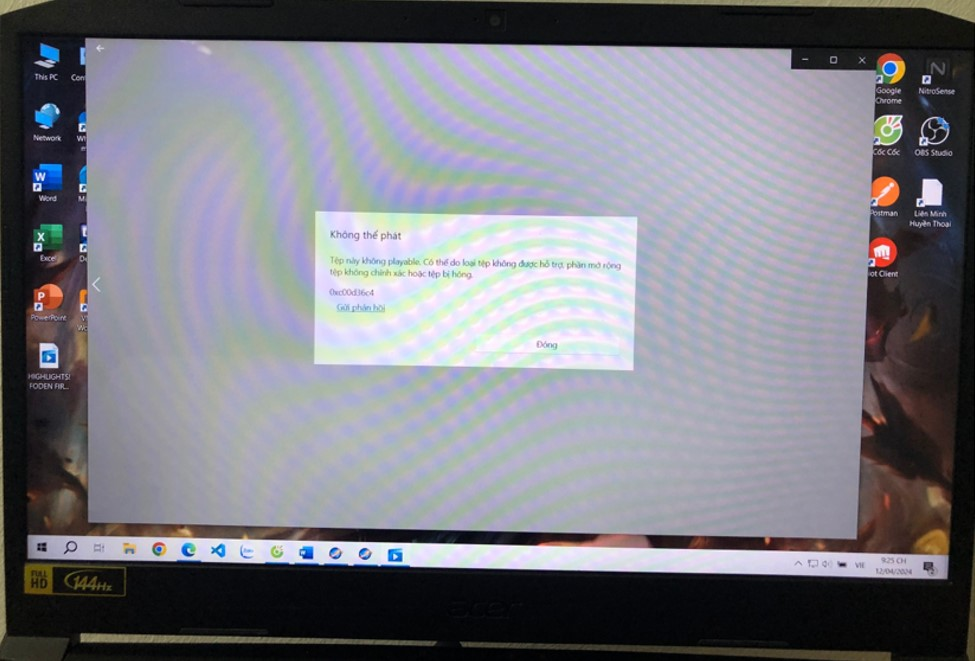 This PC
Network
Word
Excel
PowerPoint
HIGHLIGHTS!
FODEN FIR...
Google
Chrome
NitroSense
Cốc Cốc
OBS Studio
Postman
Liên Minh
Huyền Thoại
iot Client
Không thể phát
Tệp này không playable. Có thể do loại tệp không được hỗ trợ, phần mở rộng
tệp không chính xác hoặc tệp bị hỏng.
0xc00d36c4
Gửi phản hồi
Đóng
VIE
9:25 CH
12/04/2024
FULL
HD
144Hz
acer